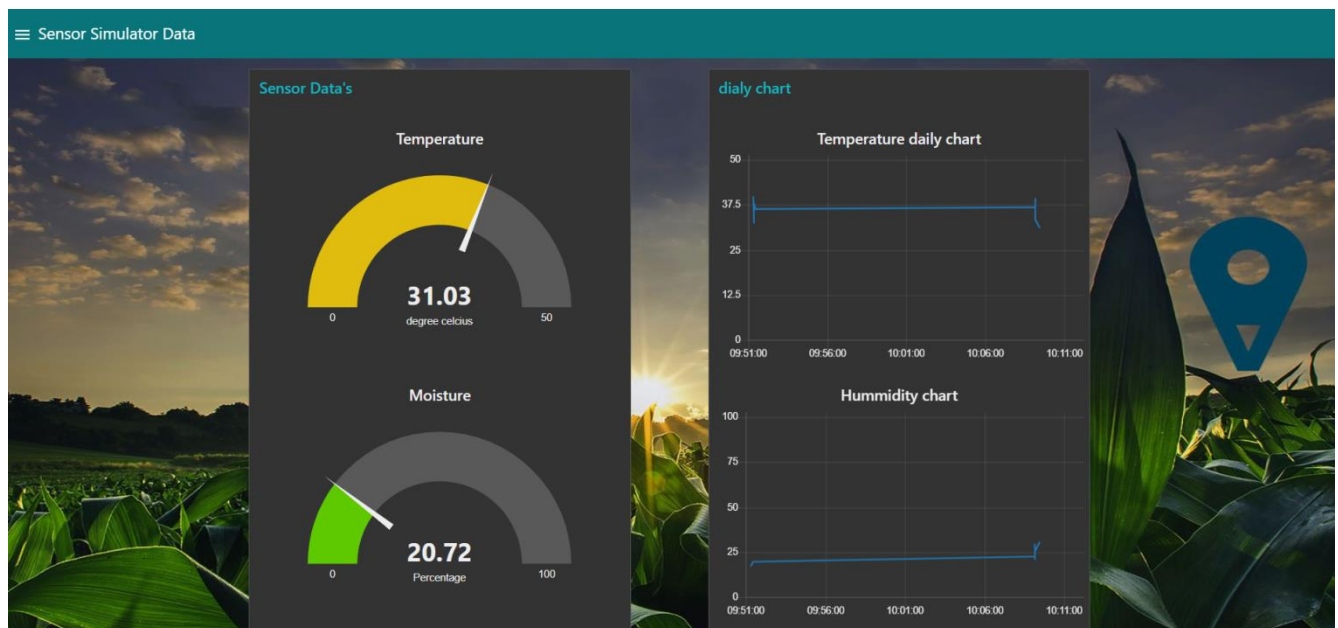 Sensor Simulator Data
Sensor Data's
Temperature
31.03
degree celcius
0
50
Moisture
20.72
Percentage
0
100
dialy chart
Temperature daily chart
50
37.5
25
12.5
0
09:51:00 09:56:00 10:01:00 10:06:00 10:11:00
Hummidity chart
100
75
50
25
0
09:51:00 09:56:00 10:01:00 10:06:00 10:11:00